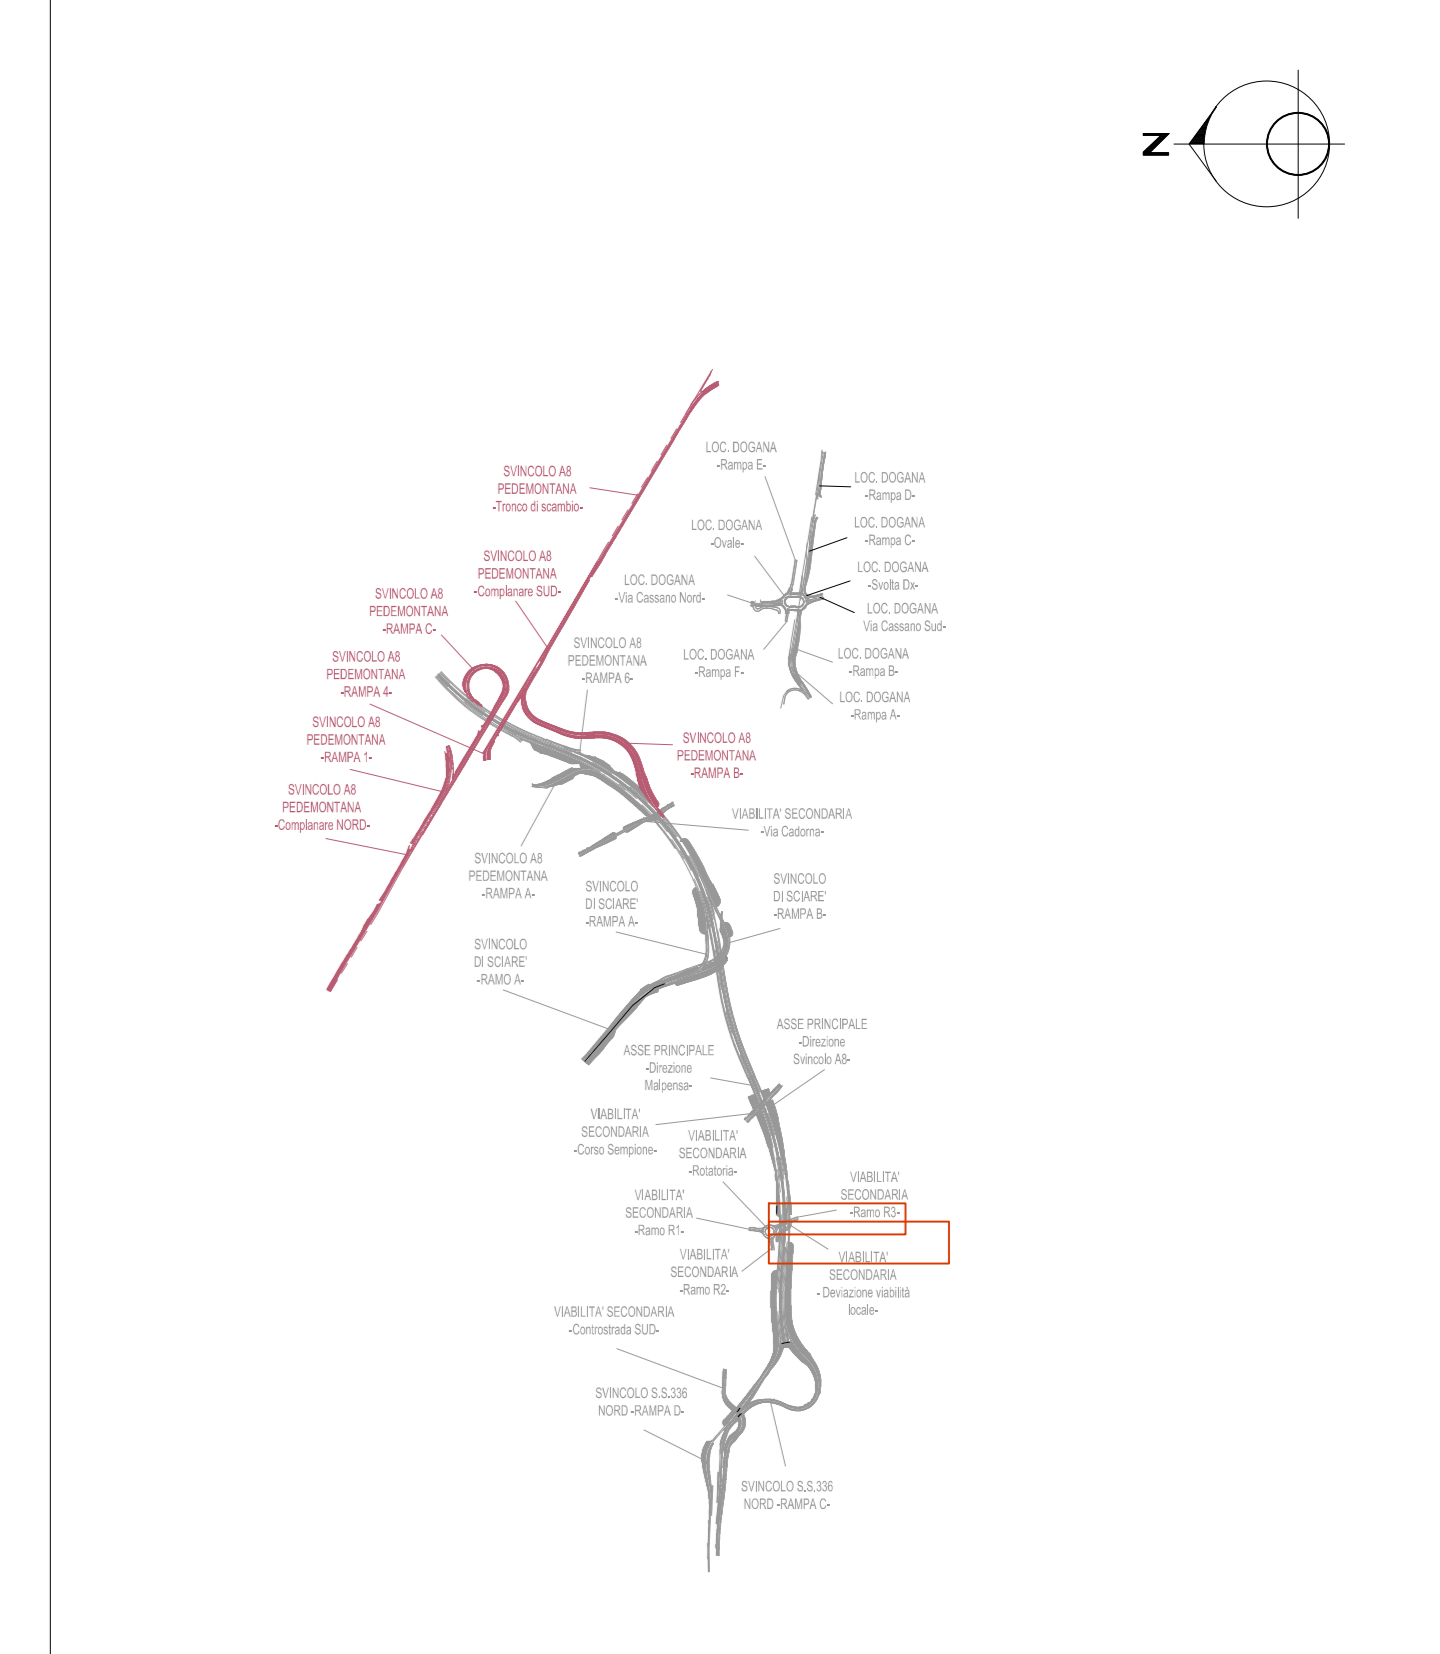 N
SVINCOLO A8
PEDEMONTANA
-Tronco di scambio-
LOC. DOGANA
-Rampa E-
LOC. DOGANA
-Rampa D-
LOC. DOGANA
-Ovale-
LOC. DOGANA
-Rampa C-
SVINCOLO A8
PEDEMONTANA
-Complanare SUD-
LOC. DOGANA
-Via Cassano Nord-
LOC. DOGANA
-Svolta Dx-
LOC. DOGANA
Via Cassano Sud-
SVINCOLO A8
PEDEMONTANA
-RAMPA C-
SVINCOLO A8
PEDEMONTANA
-RAMPA 6-
LOC. DOGANA
-Rampa F-
LOC. DOGANA
-Rampa B-
SVINCOLO A8
PEDEMONTANA
-RAMPA 4-
LOC. DOGANA
-Rampa A-
SVINCOLO A8
PEDEMONTANA
-RAMPA 1-
SVINCOLO A8
PEDEMONTANA
-RAMPA B-
SVINCOLO A8
PEDEMONTANA
-Complanare NORD-
VIABILITA' SECONDARIA
-Via Cadorna-
SVINCOLO A8
PEDEMONTANA
-RAMPA A-
SVINCOLO
DI SCIARE'
-RAMPA A-
SVINCOLO
DI SCIARE'
-RAMPA B-
SVINCOLO
DI SCIARE'
-RAMO A-
ASSE PRINCIPALE
-Direzione
Svincolo A8-
ASSE PRINCIPALE
-Direzione
Malpensa-
VIABILITA'
SECONDARIA
-Corso Sempione-
VIABILITA'
SECONDARIA
-Rotatoria-
VIABILITA'
SECONDARIA
-Ramo R3-
VIABILITA'
SECONDARIA
-Ramo R1-
VIABILITA'
SECONDARIA
-Ramo R2-
VIABILITA'
SECONDARIA
- Deviazione viabilità
locale-
VIABILITA' SECONDARIA
-Controstrada SUD-
SVINCOLO S.S.336
NORD -RAMPA D-
SVINCOLO S.S.336
NORD -RAMPA C-